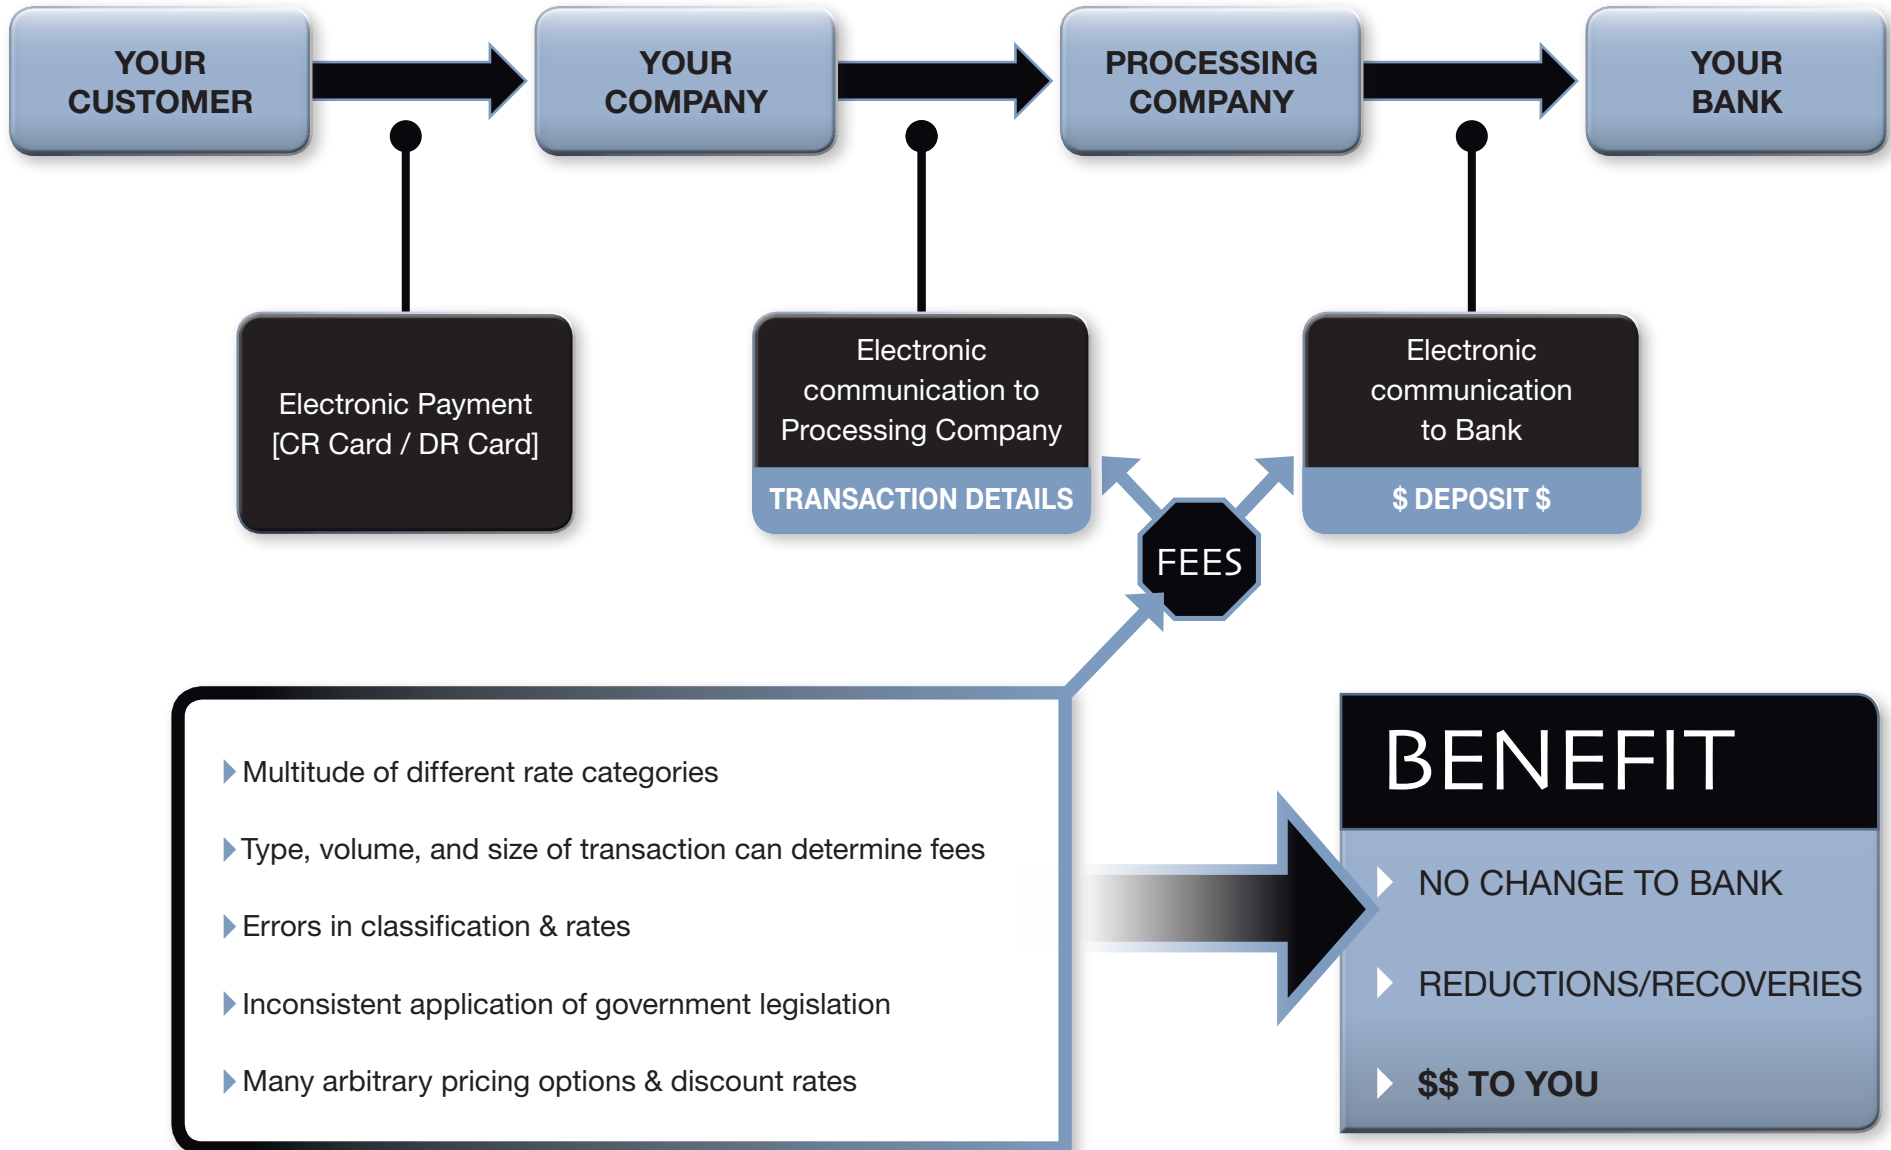 YOUR
CUSTOMER
YOUR
COMPANY
PROCESSING
COMPANY
YOUR
BANK
Electronic Payment
[CR Card / DR Card]
Electronic
communication to
Processing Company
TRANSACTION DETAILS
Electronic
communication
to Bank
$ DEPOSIT $
FEES
Multitude of different rate categories
Type, volume, and size of transaction can determine fees
Errors in classification & rates
Inconsistent application of government legislation
Many arbitrary pricing options & discount rates
BENEFIT
NO CHANGE TO BANK
REDUCTIONS/RECOVERIES
$$ TO YOU